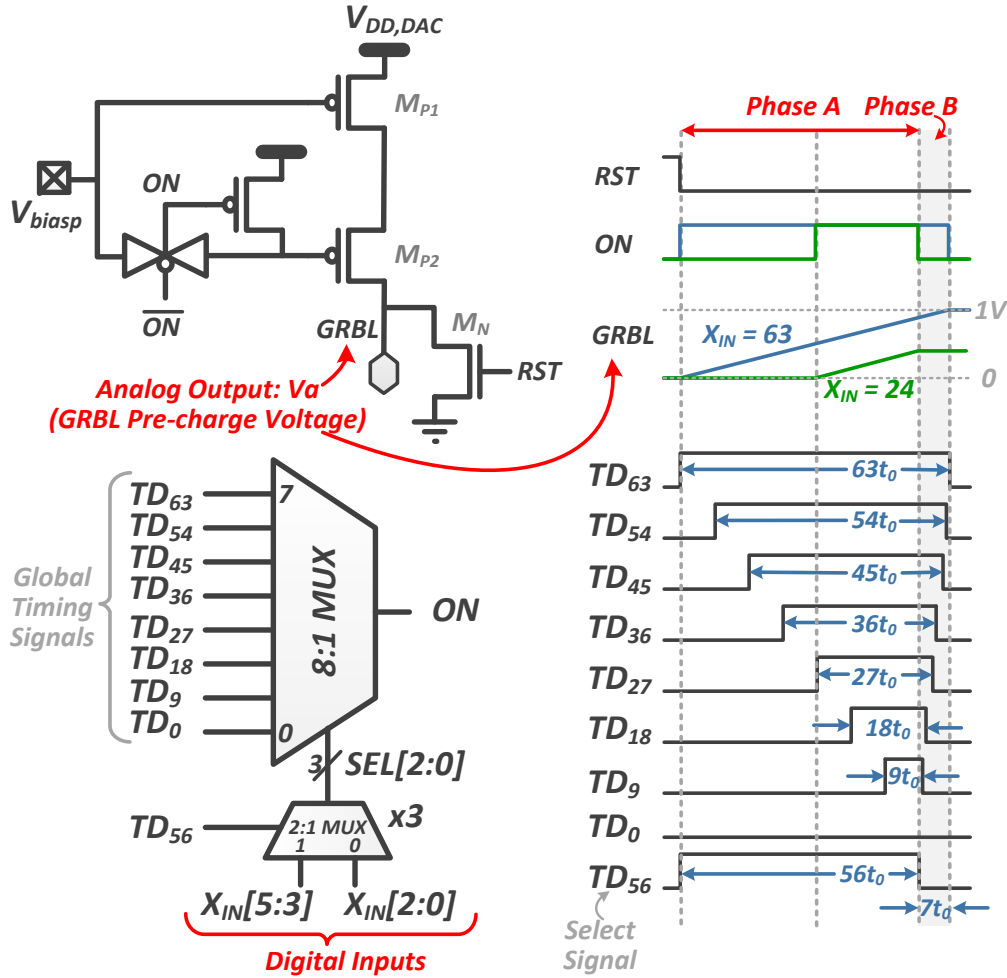 V_DD,DAC
M_P1
ON
V_biasp
M_P2
ON
GRBL
M_N
RST
Analog Output: Va
(GRBL Pre-charge Voltage)
Phase A
Phase B
RST
ON
1V
GRBL
X_IN = 63
X_IN = 24
0
TD_63
7
TD_54
TD_45
TD_36
TD_27
TD_18
TD_9
TD_0
0
Global
Timing
Signals
8:1 MUX
ON
3
SEL[2:0]
TD_56
2:1 MUX
1
0
x3
X_IN[5:3]
X_IN[2:0]
Digital Inputs
TD_63
63t_0
TD_54
54t_0
TD_45
45t_0
TD_36
36t_0
TD_27
27t_0
TD_18
18t_0
TD_9
9t_0
TD_0
TD_56
56t_0
7t_0
Select
Signal